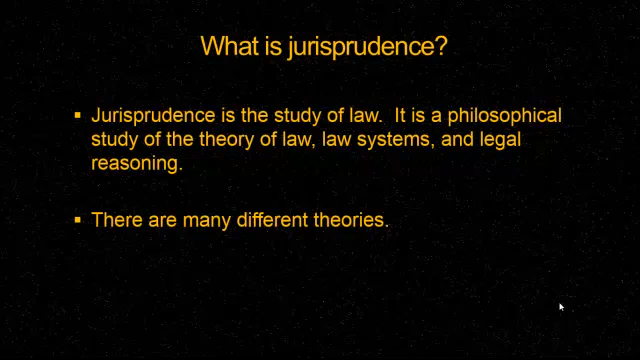 What is jurisprudence?
▪ Jurisprudence is the study of law.  It is a philosophical
study of the theory of law, law systems, and legal
reasoning.
▪ There are many different theories.